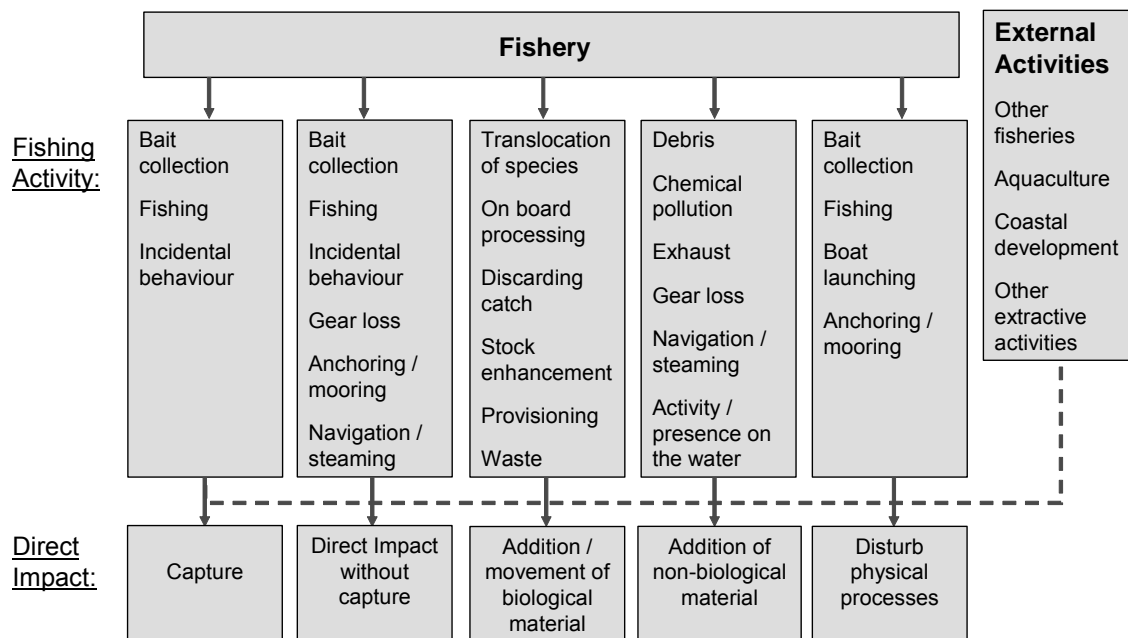 Fishery
External
Activities
Other
fisheries
Aquaculture
Coastal
development
Other
extractive
activities
Fishing
Activity:
Bait
collection
Fishing
Incidental
behaviour
Bait
collection
Fishing
Incidental
behaviour
Gear loss
Anchoring /
mooring
Navigation /
steaming
Translocation
of species
On board
processing
Discarding
catch
Stock
enhancement
Provisioning
Waste
Debris
Chemical
pollution
Exhaust
Gear loss
Navigation /
steaming
Activity /
presence on
the water
Bait
collection
Fishing
Boat
launching
Anchoring /
mooring
Direct
Impact:
Capture
Direct Impact
without
capture
Addition /
movement of
biological
material
Addition of
non-biological
material
Disturb
physical
processes